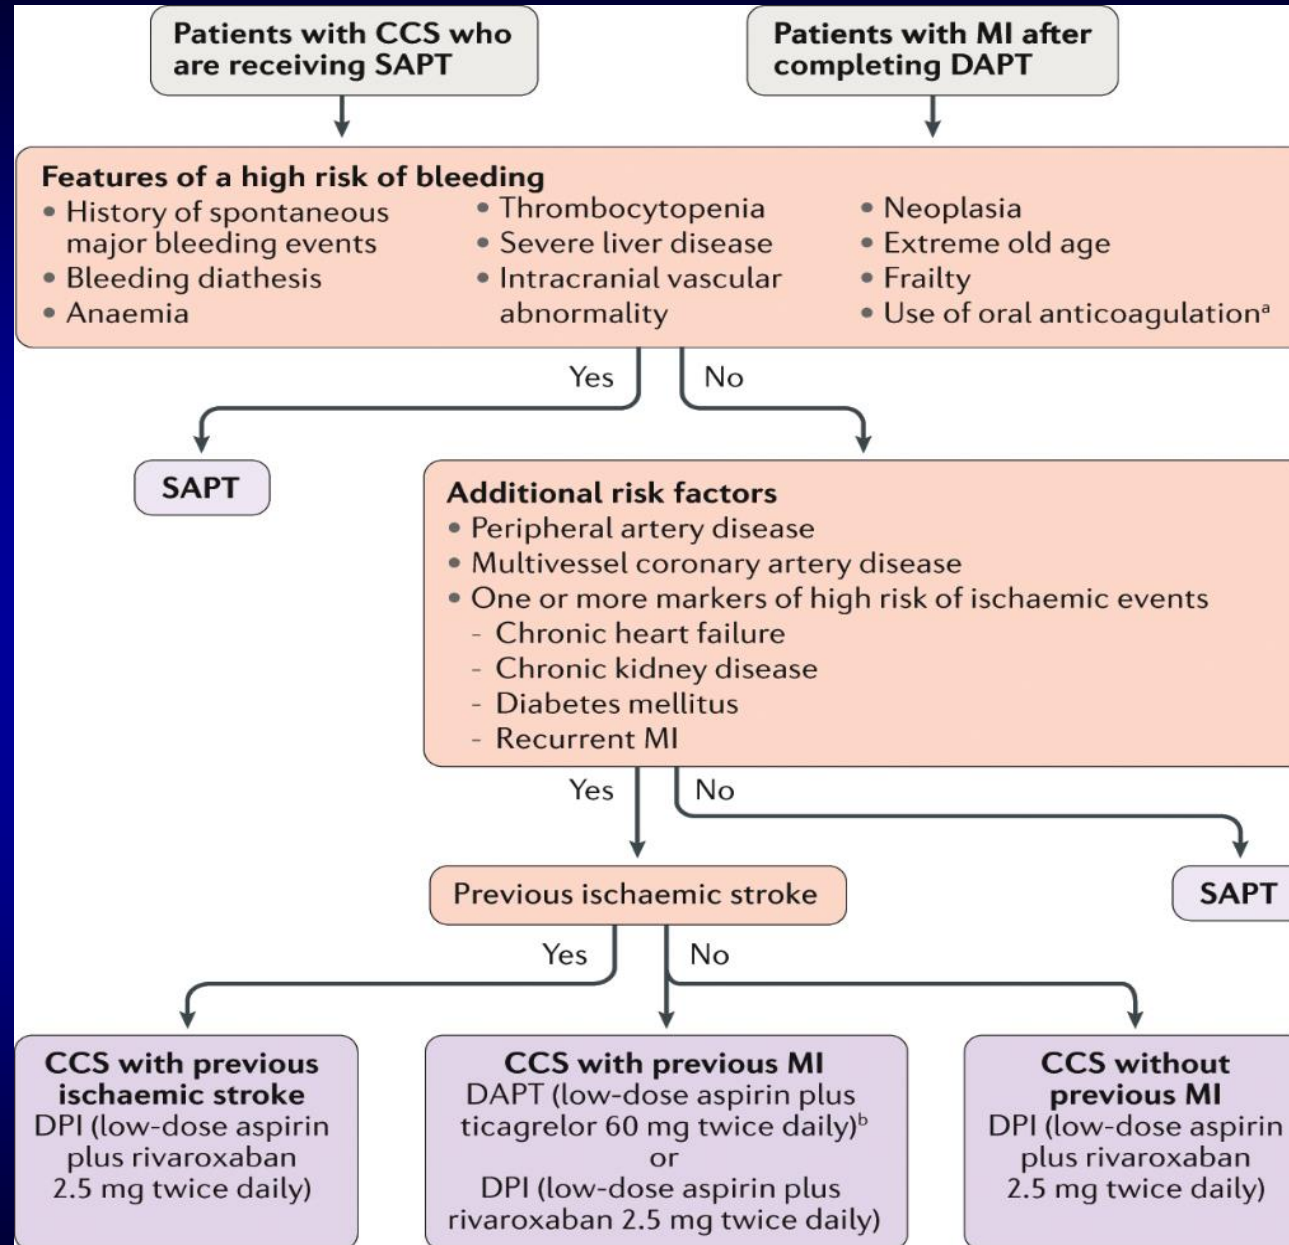 Patients with CCS who
are receiving SAPT
Patients with MI after
completing DAPT
Features of a high risk of bleeding
• History of spontaneous
major bleeding events
• Bleeding diathesis
• Anaemia
• Thrombocytopenia
• Severe liver disease
• Intracranial vascular
abnormality
• Neoplasia
• Extreme old age
• Frailty
• Use of oral anticoagulationᵃ
Yes
No
SAPT
Additional risk factors
• Peripheral artery disease
• Multivessel coronary artery disease
• One or more markers of high risk of ischaemic events
- Chronic heart failure
- Chronic kidney disease
- Diabetes mellitus
- Recurrent MI
Yes
No
Previous ischaemic stroke
SAPT
Yes
No
CCS with previous
ischaemic stroke
DPI (low-dose aspirin
plus rivaroxaban
2.5 mg twice daily)
CCS with previous MI
DAPT (low-dose aspirin plus
ticagrelor 60 mg twice daily)ᵇ
or
DPI (low-dose aspirin plus
rivaroxaban 2.5 mg twice daily)
CCS without
previous MI
DPI (low-dose aspirin
plus rivaroxaban
2.5 mg twice daily)